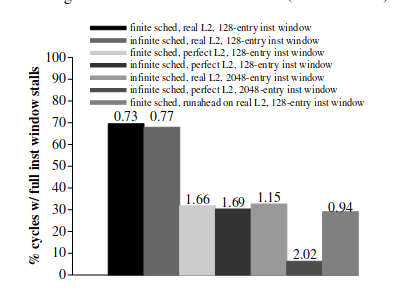 finite sched, real L2, 128-entry inst window
infinite sched, real L2, 128-entry inst window
finite sched, perfect L2, 128-entry inst window
infinite sched, perfect L2, 128-entry inst window
infinite sched, real L2, 2048-entry inst window
infinite sched, perfect L2, 2048-entry inst window
finite sched, runahead on real L2, 128-entry inst window
% cycles w/ full inst window stalls
100
90
80
70
60
50
40
30
20
10
0
0.73 0.77 1.66 1.69 1.15 2.02 0.94